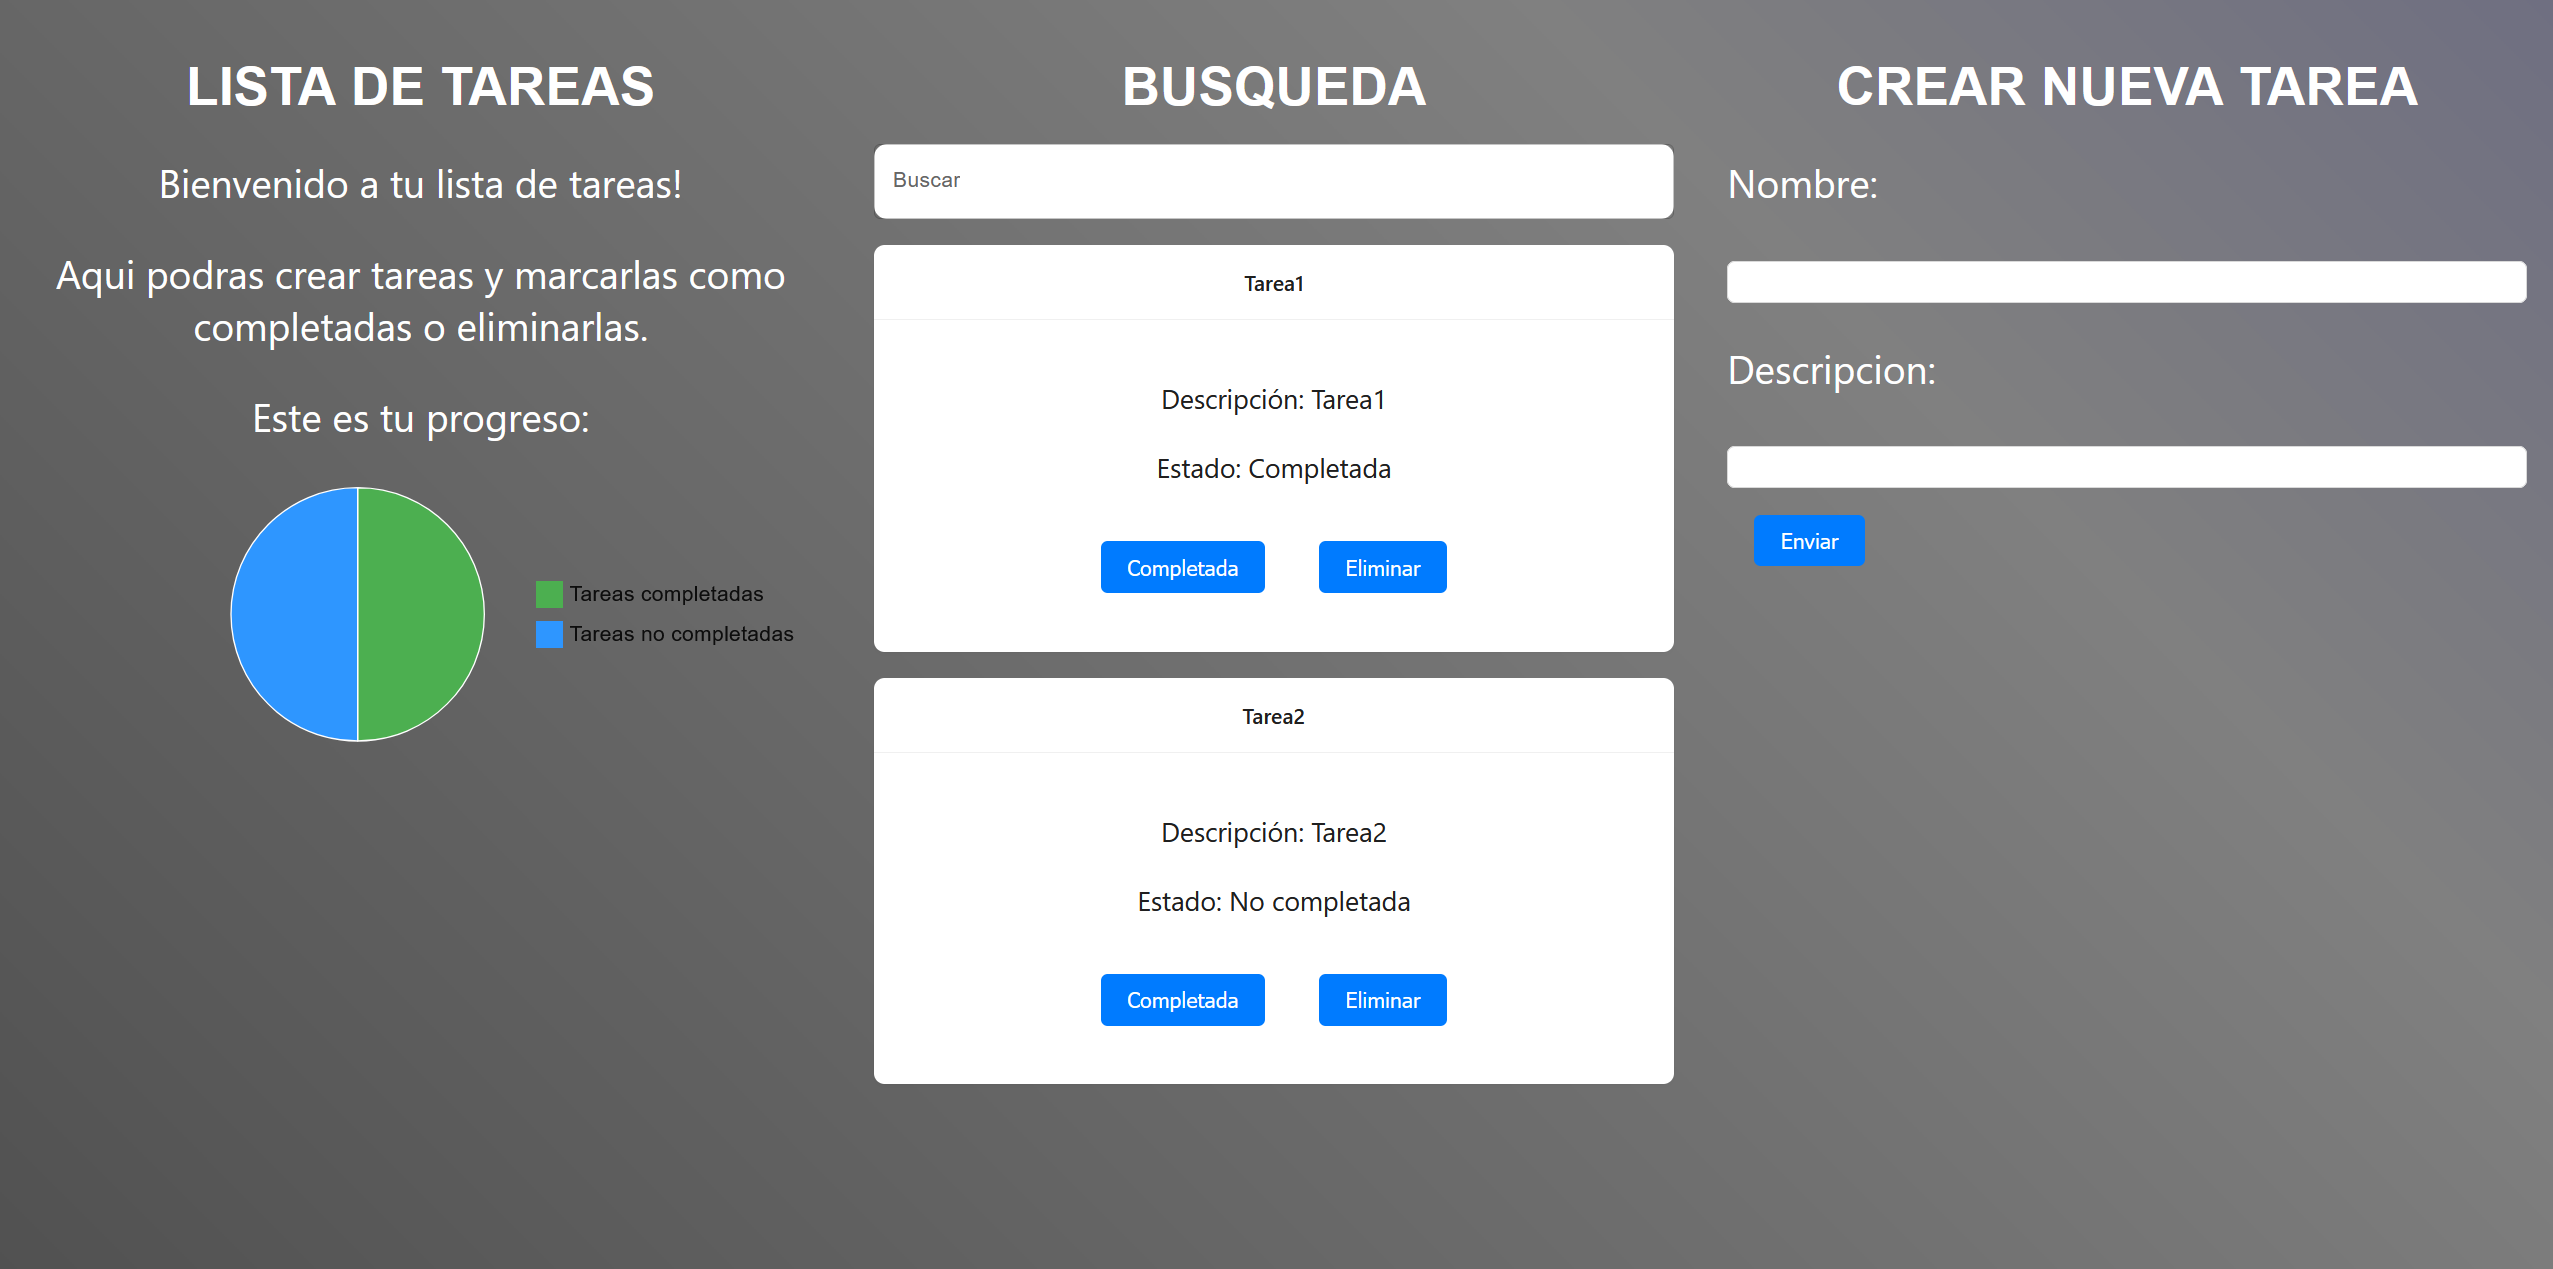 LISTA DE TAREAS
Bienvenido a tu lista de tareas!
Aqui podras crear tareas y marcarlas como
completadas o eliminarlas.
Este es tu progreso:
Tareas completadas
Tareas no completadas
BUSQUEDA
Buscar
Tarea1
Descripción: Tarea1
Estado: Completada
Completada Eliminar
Tarea2
Descripción: Tarea2
Estado: No completada
Completada Eliminar
CREAR NUEVA TAREA
Nombre:
Descripcion:
Enviar